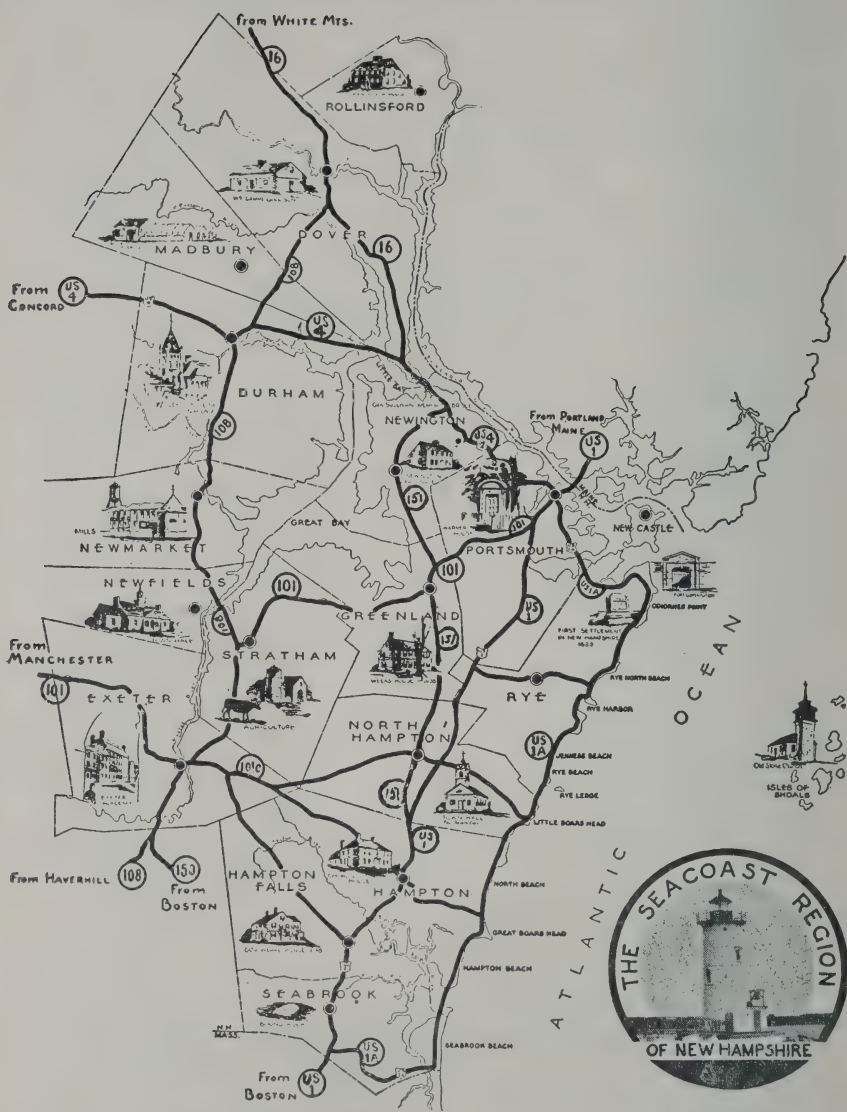 from WHITE MTS.
16
ROLLINSFORD
MADBURY
DOVER
16
108
From
CONCORD
US
4
US
4
LITTLE BAY
DURHAM
108
NEWINGTON
US4
From PORTLAND
MAINE
US
1
151
NEW CASTLE
MILLS
NEWMARKET
GREAT BAY
101
PORTSMOUTH
NEWFIELDS
101
101
US1A
ODIORNES POINT
FIRST SETTLEMENT
IN NEW HAMPSHIRE
1623
GREENLAND
151
US
1
From
MANCHESTER
101
STRATHAM
EXETER
AGRICULTURE
RYE
RYE NORTH BEACH
RYE HARBOR
OCEAN
NORTH
HAMPTON
US
1A
JENNESS BEACH
RYE BEACH
RYE LEDGE
ISLES OF
SHOALS
101C
151
LITTLE BOARS HEAD
US
1
From HAVERHILL
108
150
From
BOSTON
HAMPTON
FALLS
HAMPTON
NORTH BEACH
GREAT BOARS HEAD
HAMPTON BEACH
ATLANTIC
SEABROOK
N.H.
MASS.
SEABROOK BEACH
US
1A
From
BOSTON
US
1
THE SEACOAST REGION
OF NEW HAMPSHIRE